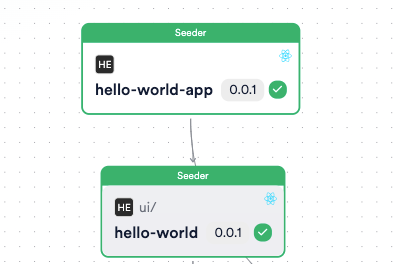 Seeder
HE
hello-world-app 0.0.1
Seeder
HE ui/
hello-world 0.0.1